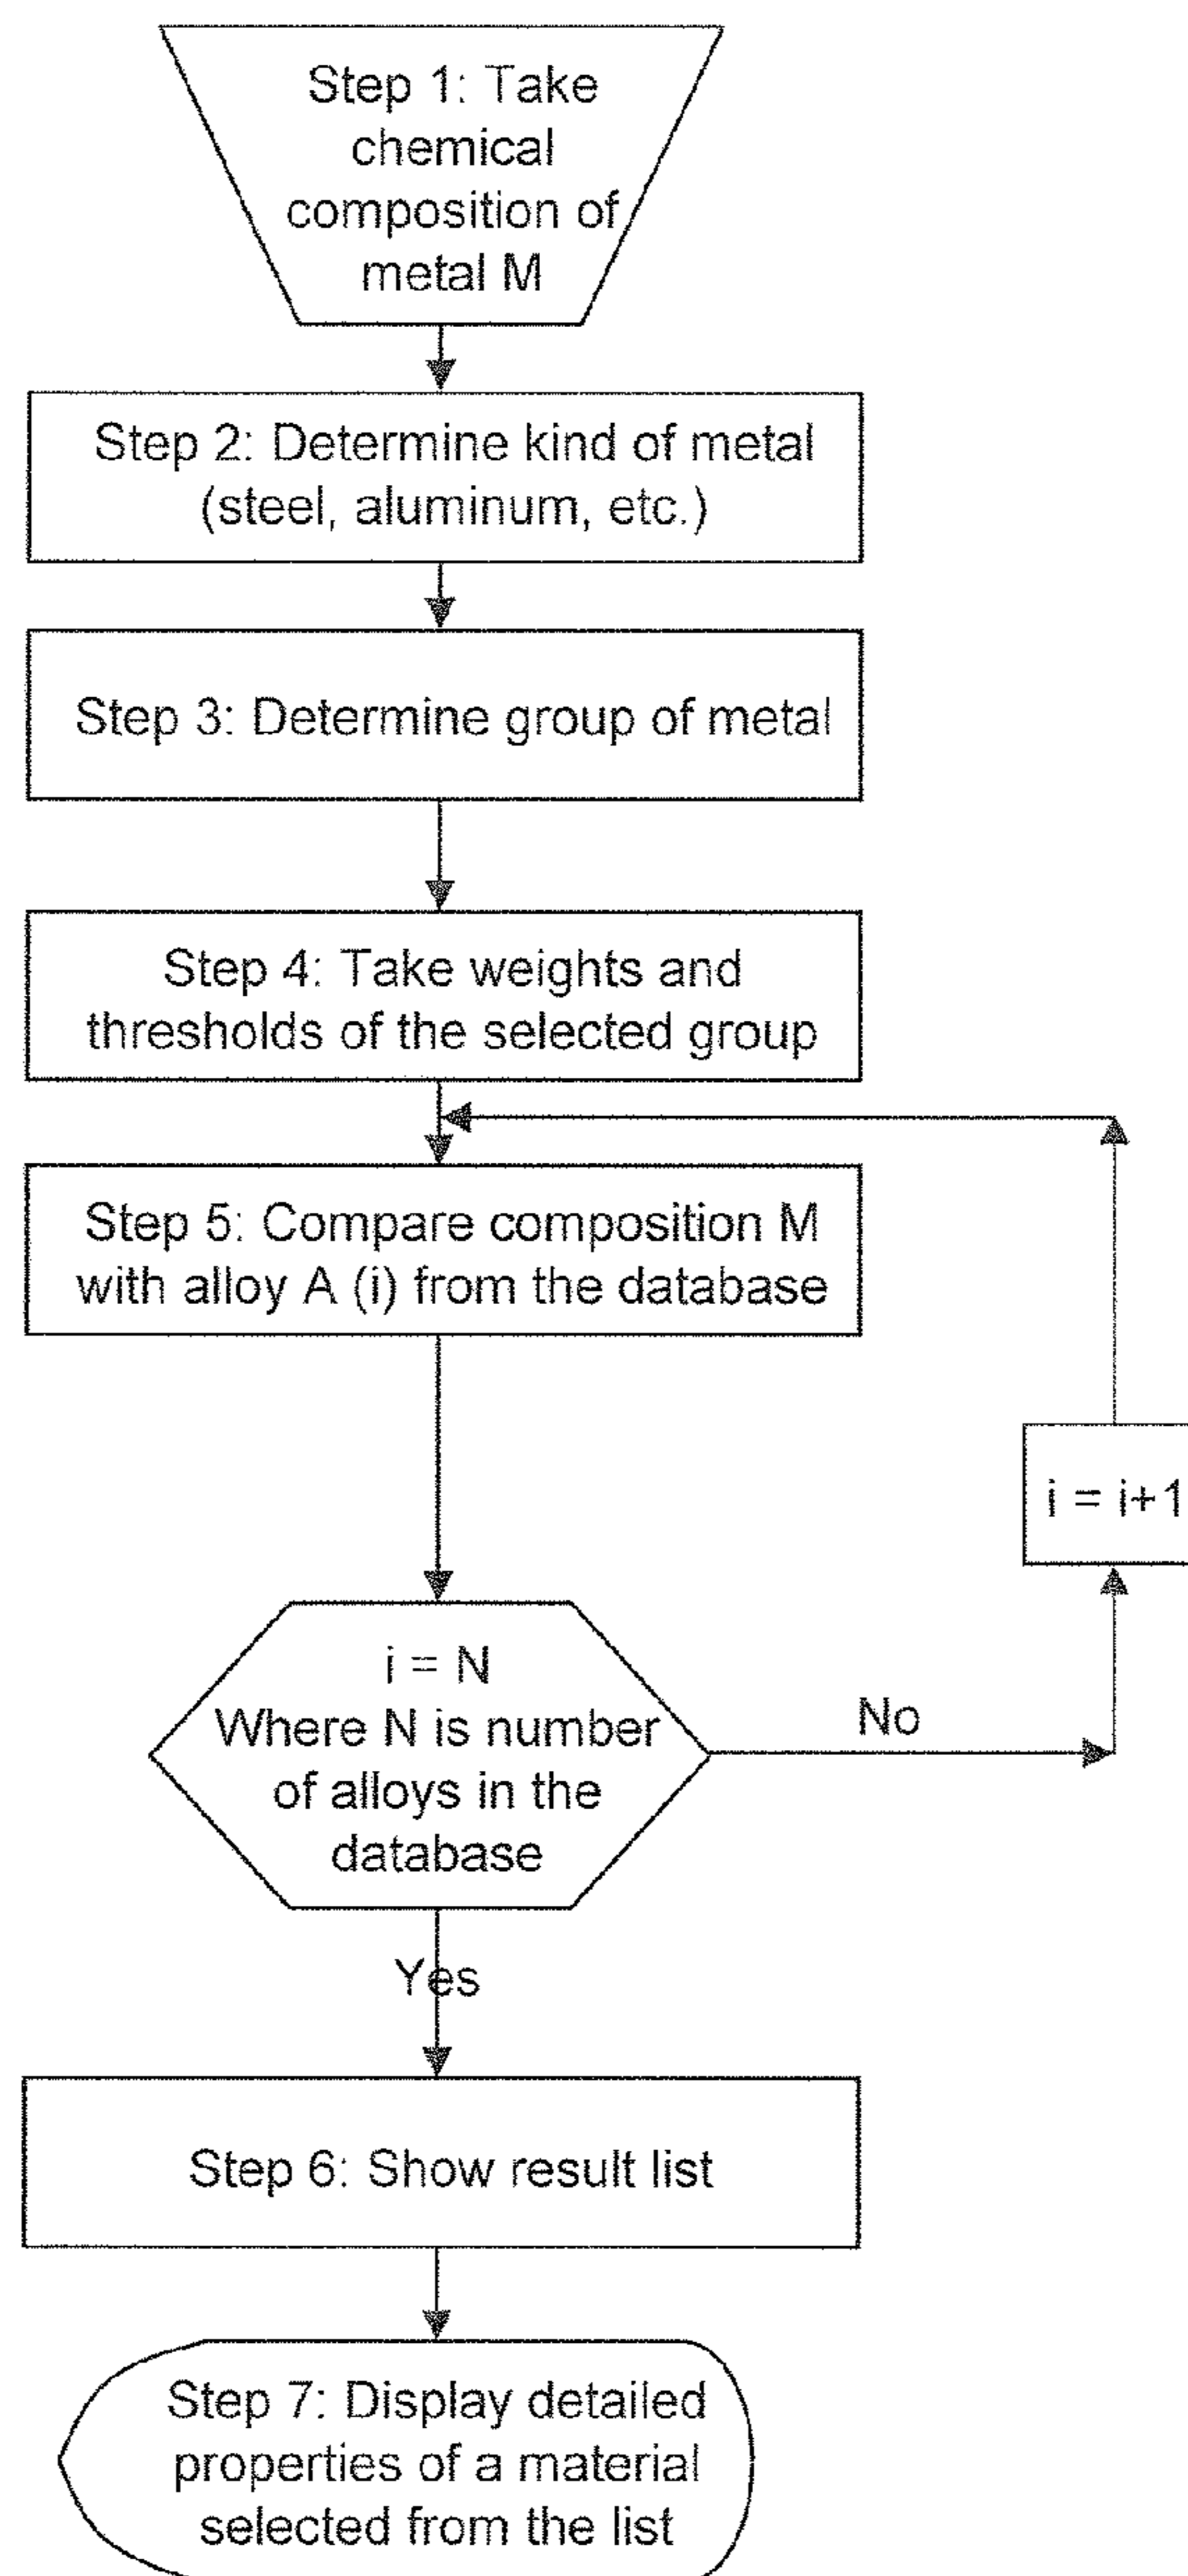 Step 1: Take
chemical
composition of
metal M
Step 2: Determine kind of metal
(steel, aluminum, etc.)
Step 3: Determine group of metal
Step 4: Take weights and
thresholds of the selected group
Step 5: Compare composition M
with alloy A (i) from the database
i = i+1
i = N
Where N is number
of alloys in the
database
No
Yes
Step 6: Show result list
Step 7: Display detailed
properties of a material
selected from the list